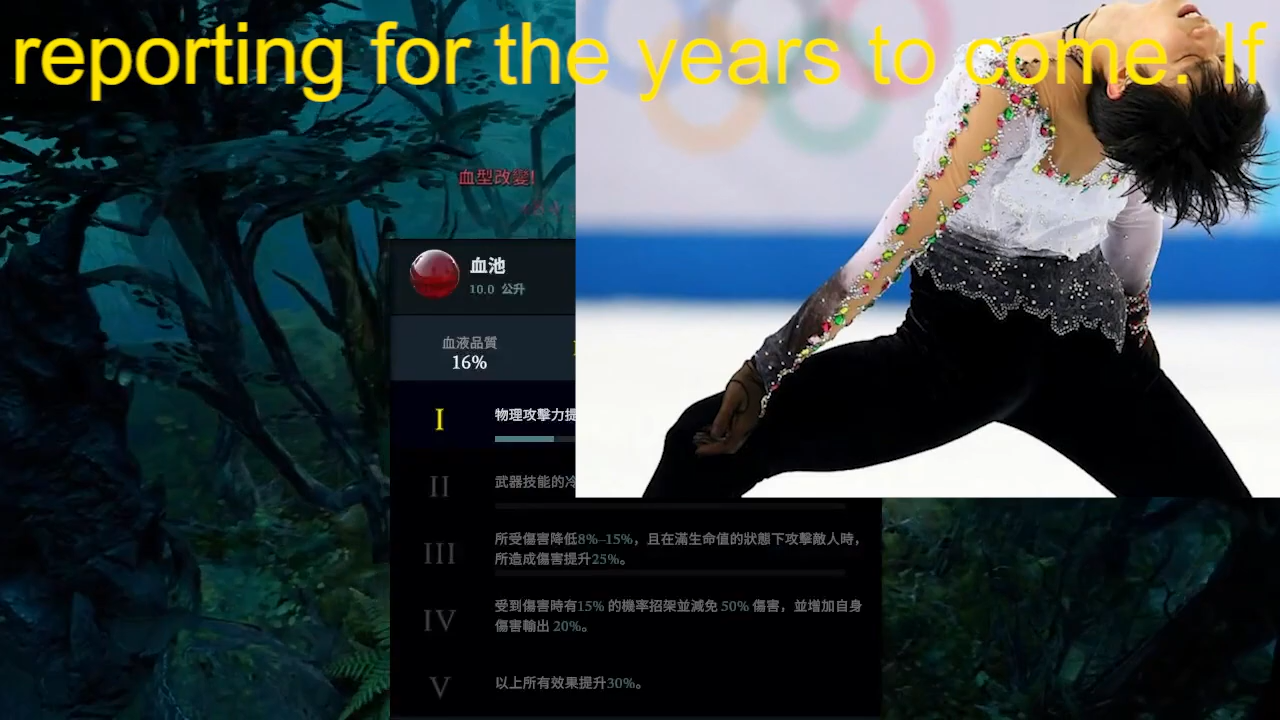 reporting for the years to come. If
血型改變!
血池
10.0 公升
血液品質
16%
I
物理攻擊力提
II
武器技能的冷
III
所受傷害降低8%–15%，且在滿生命值的狀態下攻擊敵人時，
所造成傷害提升25%。
IV
受到傷害時有15% 的機率招架並減免 50% 傷害，並增加自身
傷害輸出 20%。
V
以上所有效果提升30%。